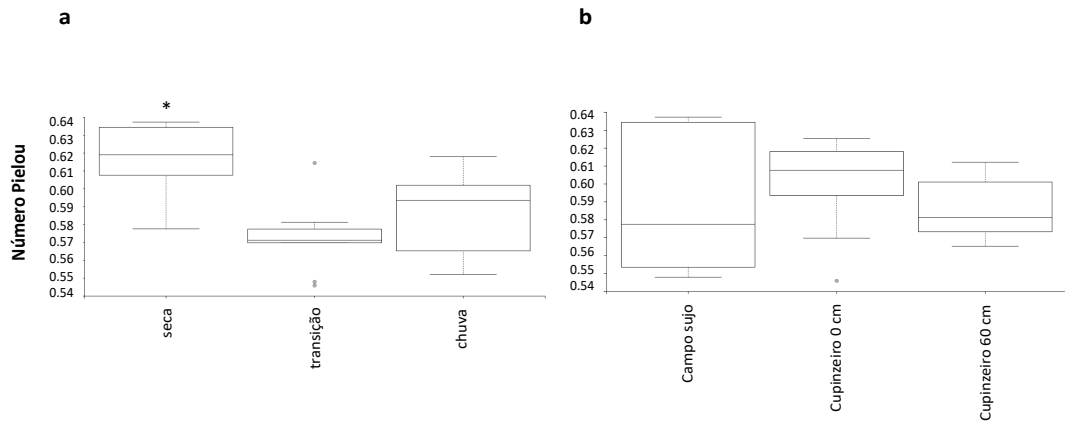 a
b
*
Número Pielou
0.64
0.63
0.62
0.61
0.60
0.59
0.58
0.57
0.56
0.55
0.54
seca
transição
chuva
0.64
0.63
0.62
0.61
0.60
0.59
0.58
0.57
0.56
0.55
0.54
Campo sujo
Cupinzeiro 0 cm
Cupinzeiro 60 cm